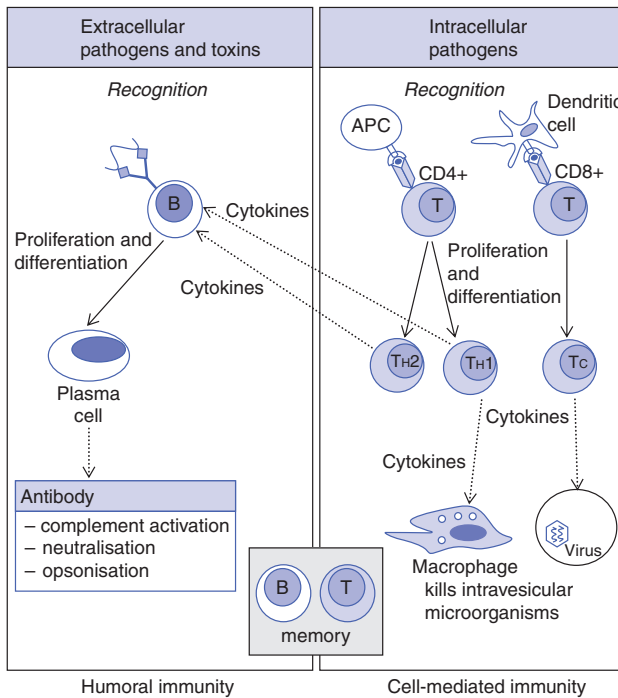 Extracellular
pathogens and toxins
Recognition
B
Cytokines
Proliferation and
differentiation
Cytokines
Plasma
cell
Antibody
– complement activation
– neutralisation
– opsonisation
Humoral immunity
Intracellular
pathogens
Recognition
Dendritic
cell
APC
CD4+
CD8+
T
T
Proliferation
and
differentiation
TH2
TH1
TC
Cytokines
Cytokines
Virus
Macrophage
kills intravesicular
microorganisms
B
T
memory
Cell-mediated immunity